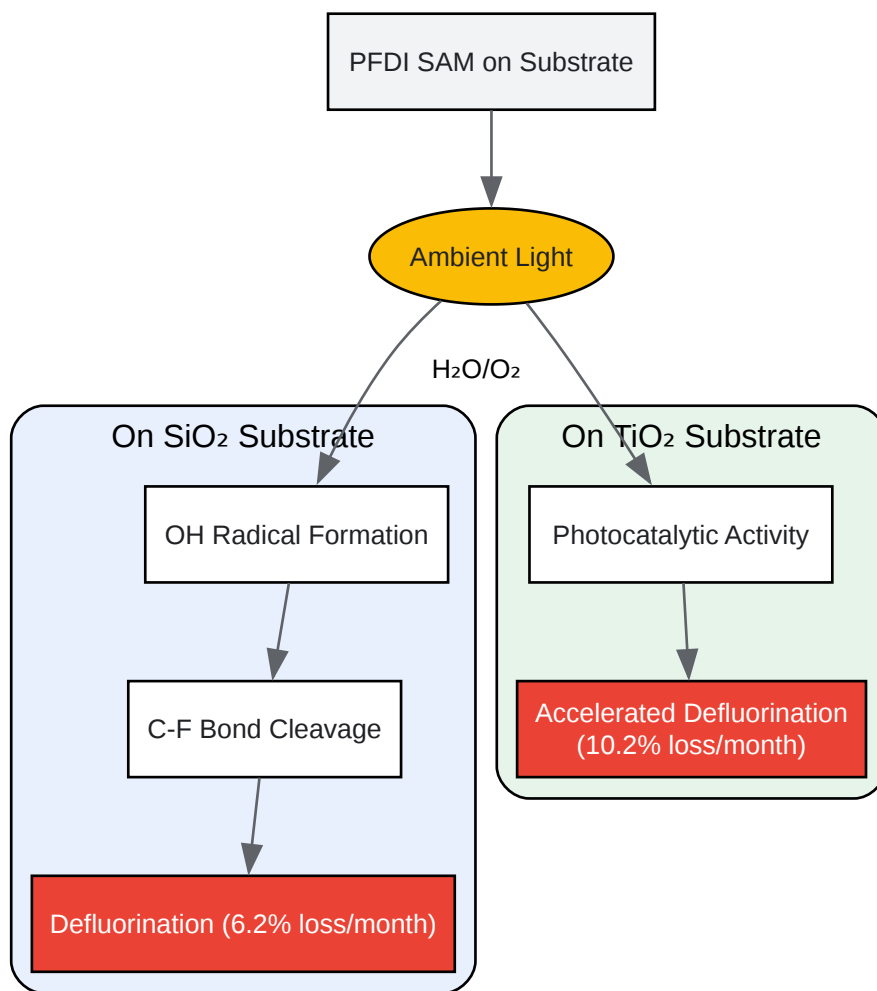 PFDI SAM on Substrate
Ambient Light
H₂O/O₂
On SiO₂ Substrate
OH Radical Formation
C-F Bond Cleavage
Defluorination (6.2% loss/month)
On TiO₂ Substrate
Photocatalytic Activity
Accelerated Defluorination
(10.2% loss/month)